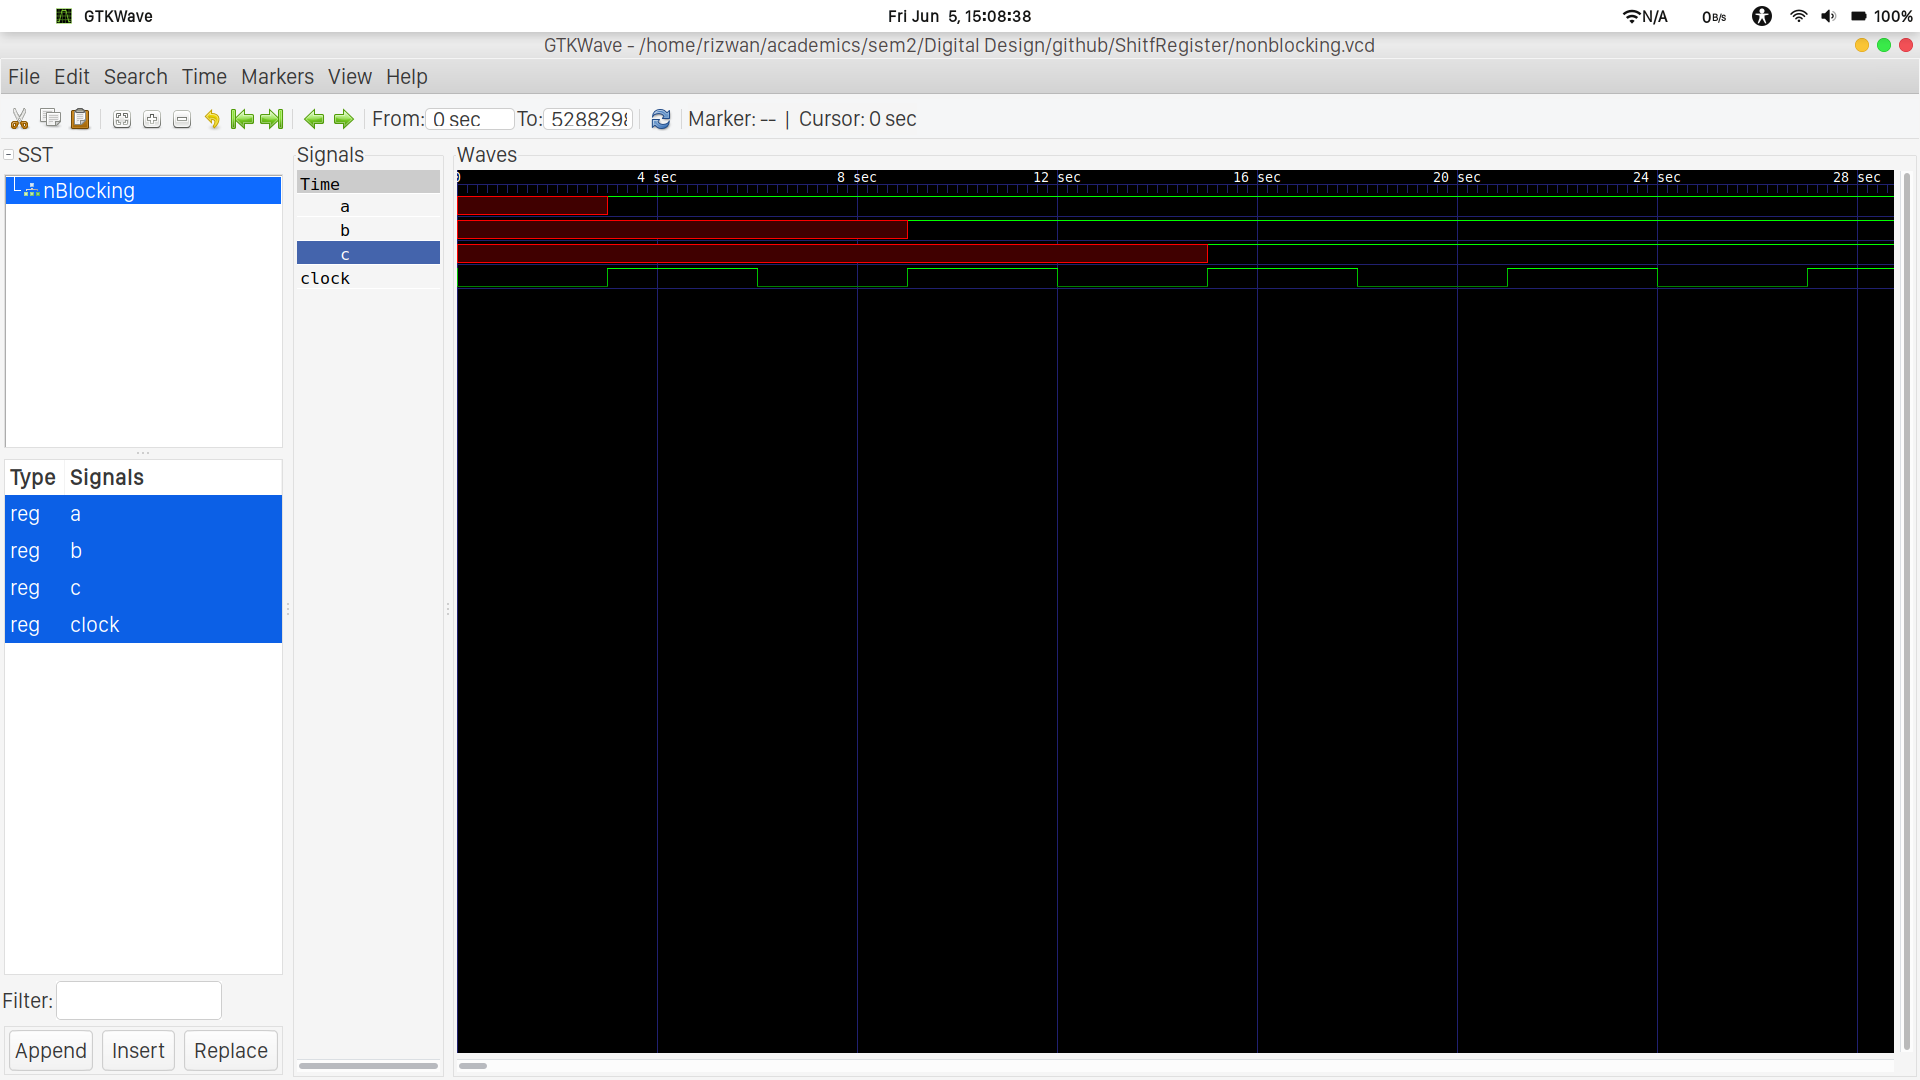 GTKWave
Fri Jun 5, 15:08:38
N/A
0 B/s
100%
GTKWave - /home/rizwan/academics/sem2/Digital Design/github/ShitfRegister/nonblocking.vcd
File Edit Search Time Markers View Help
From: 0 sec To: 5288298 Marker: -- | Cursor: 0 sec
SST
nBlocking
Type Signals
reg a
reg b
reg c
reg clock
Filter:
Append Insert Replace
Signals
Time
a
b
c
clock
Waves
0 4 sec 8 sec 12 sec 16 sec 20 sec 24 sec 28 sec